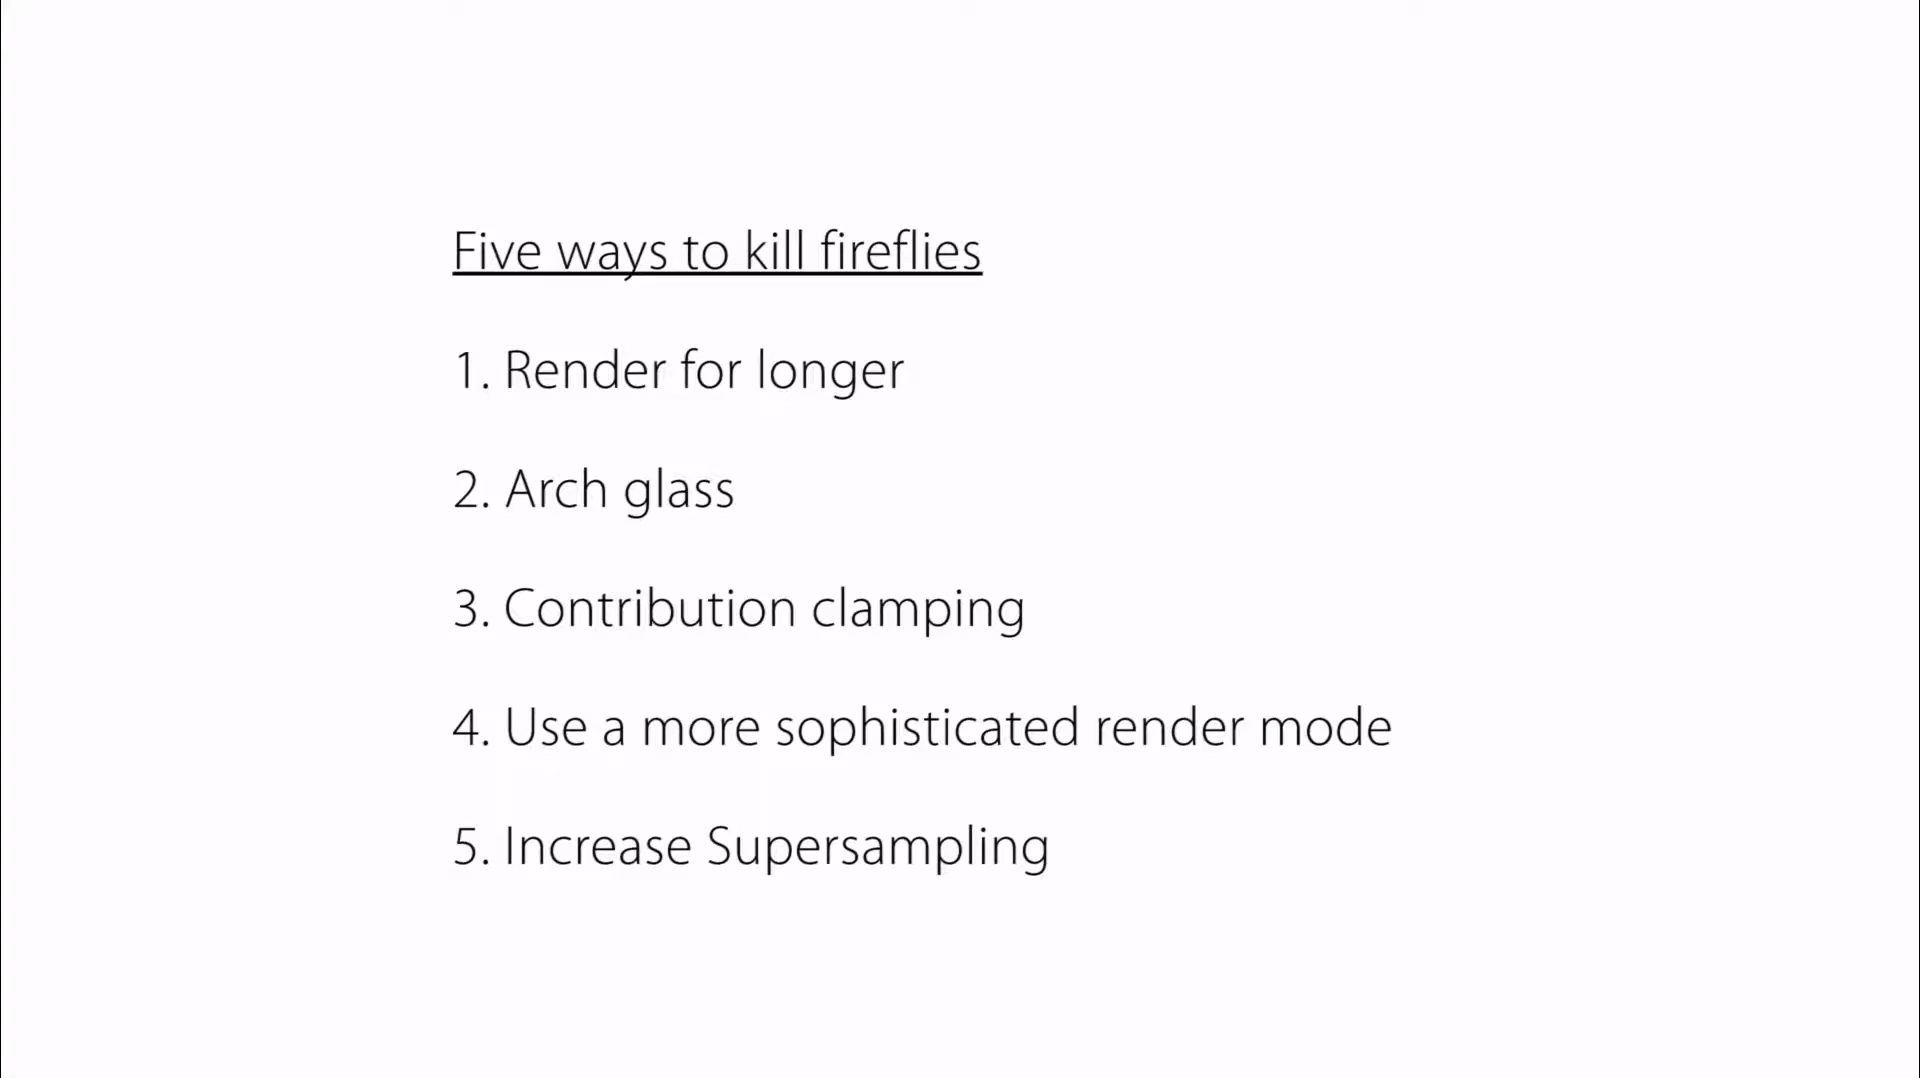 Five ways to kill fireflies
1. Render for longer
2. Arch glass
3. Contribution clamping
4. Use a more sophisticated render mode
5. Increase Supersampling